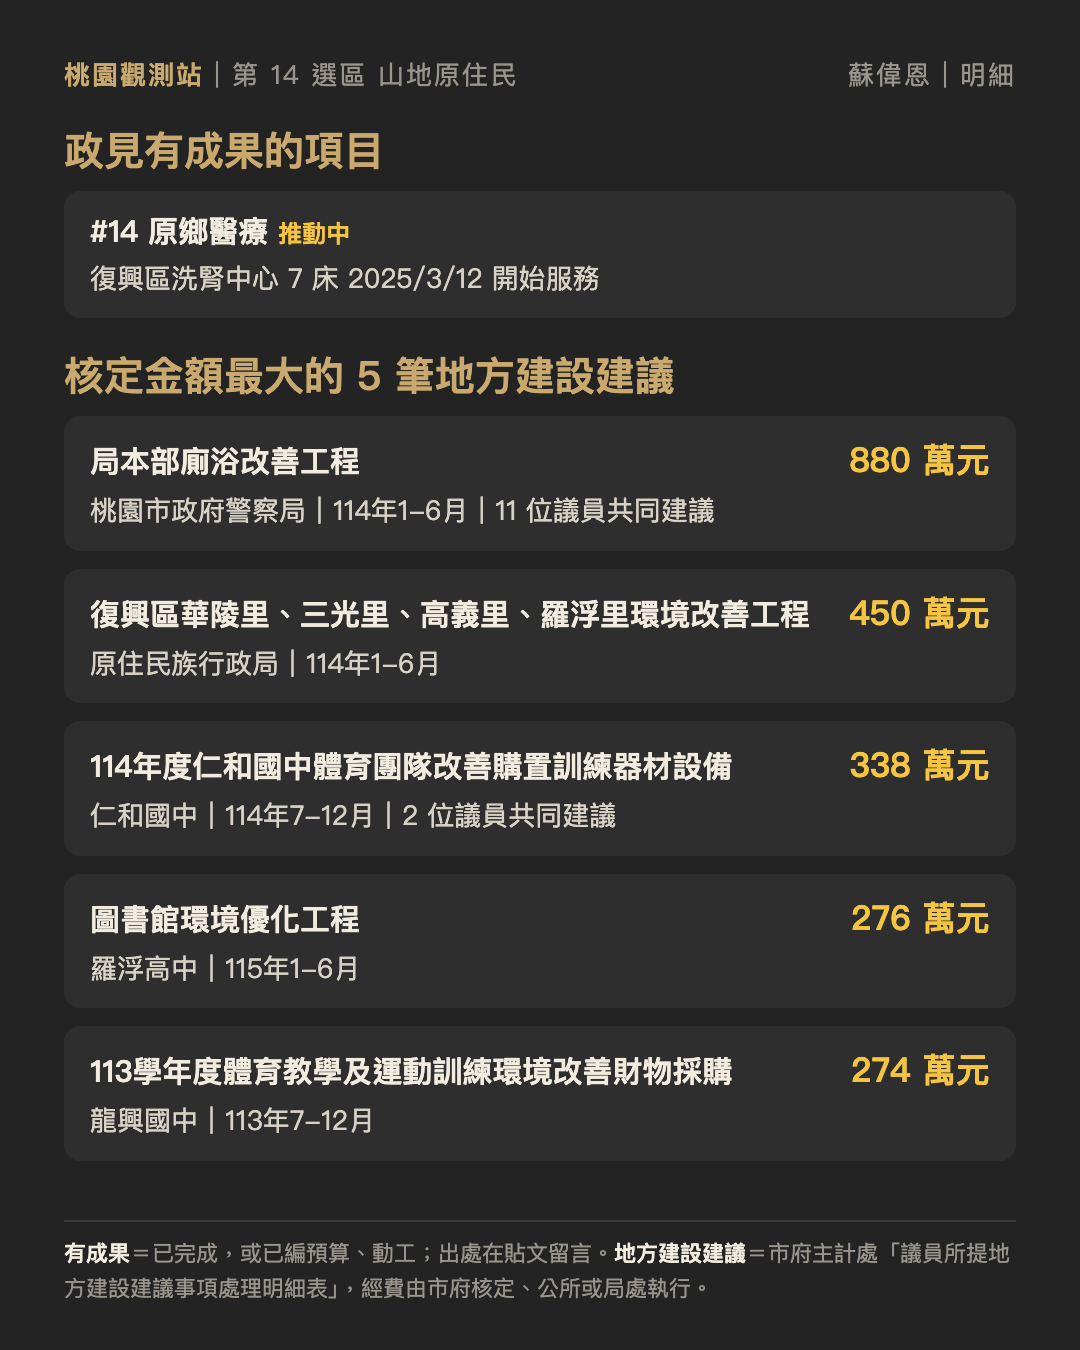 桃園觀測站｜第 14 選區 山地原住民
蘇偉恩｜明細
政見有成果的項目
#14 原鄉醫療 推動中
復興區洗腎中心 7 床 2025/3/12 開始服務
核定金額最大的 5 筆地方建設建議
局本部廁浴改善工程 880 萬元
桃園市政府警察局｜114年1–6月｜11 位議員共同建議
復興區華陵里、三光里、高義里、羅浮里環境改善工程 450 萬元
原住民族行政局｜114年1–6月
114年度仁和國中體育團隊改善購置訓練器材設備 338 萬元
仁和國中｜114年7–12月｜2 位議員共同建議
圖書館環境優化工程 276 萬元
羅浮高中｜115年1–6月
113學年度體育教學及運動訓練環境改善財物採購 274 萬元
龍興國中｜113年7–12月
有成果＝已完成，或已編預算、動工；出處在貼文留言。地方建設建議＝市府主計處「議員所提地
方建設建議事項處理明細表」，經費由市府核定、公所或局處執行。